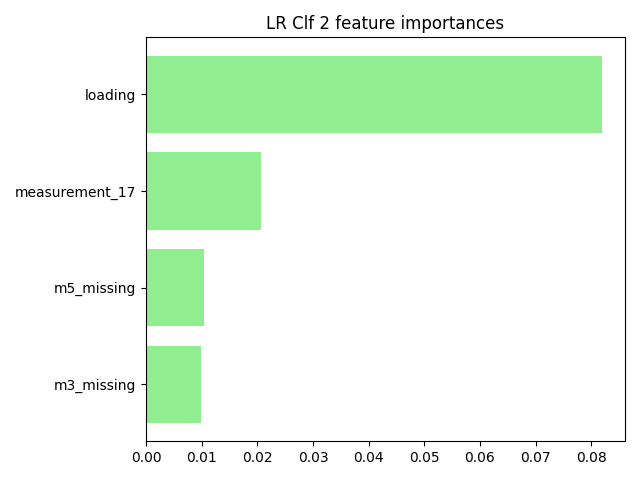 LR Clf 2 feature importances
loading
measurement_17
m5_missing
m3_missing
0.00 0.01 0.02 0.03 0.04 0.05 0.06 0.07 0.08